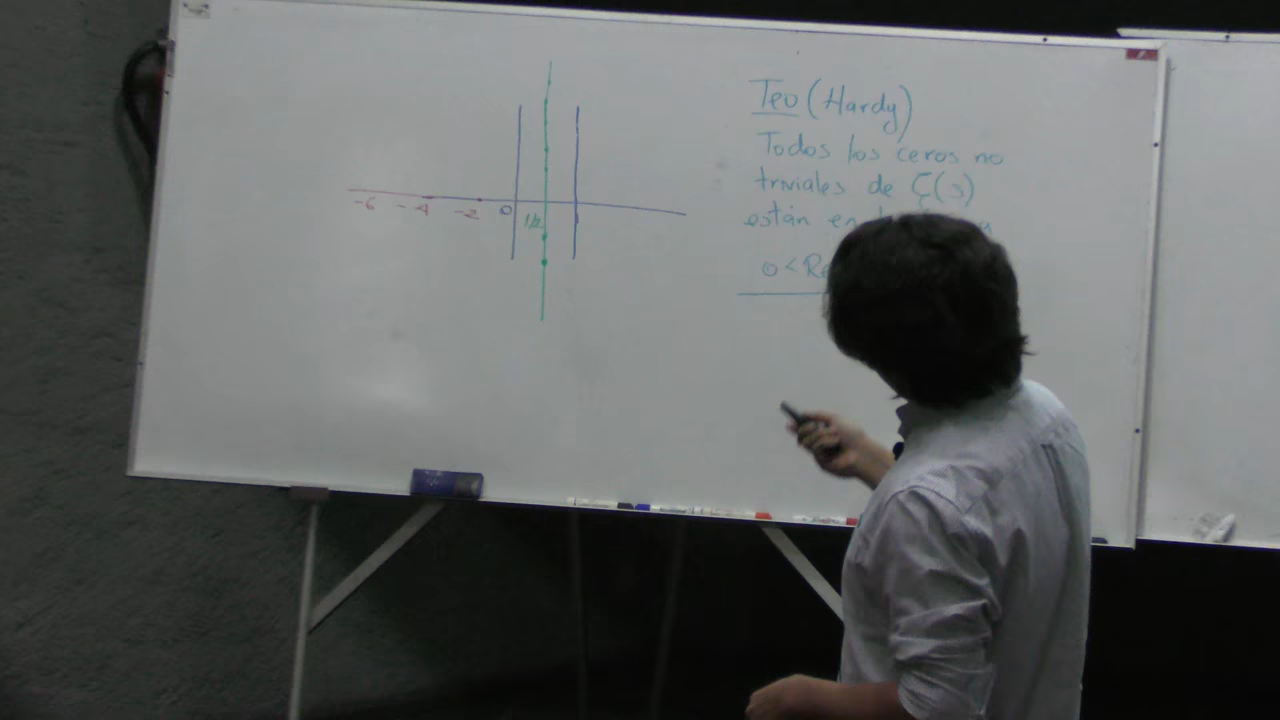 -6 -4 -2 0 1/2
Teo (Hardy)
Todos los ceros no
triviales de ζ(s)
están en
0 < Re